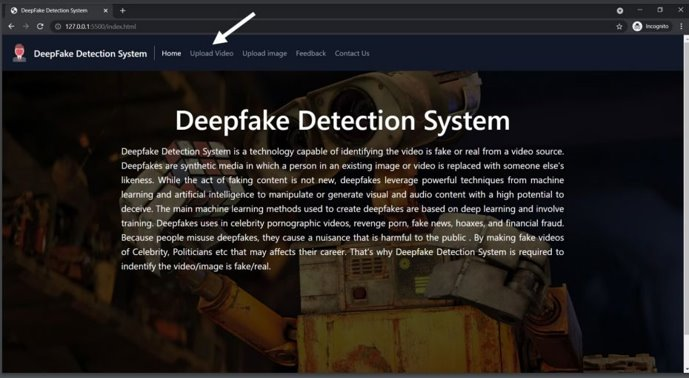 DeepFake Detection System
127.0.0.1:5500/index.html
Incognito
DeepFake Detection System
Home
Upload Video
Upload image
Feedback
Contact Us
Deepfake Detection System
Deepfake Detection System is a technology capable of identifying the video is fake or real from a video source.
Deepfakes are synthetic media in which a person in an existing image or video is replaced with someone else's
likeness. While the act of faking content is not new, deepfakes leverage powerful techniques from machine
learning and artificial intelligence to manipulate or generate visual and audio content with a high potential to
deceive. The main machine learning methods used to create deepfakes are based on deep learning and involve
training. Deepfakes uses in celebrity pornographic videos, revenge porn, fake news, hoaxes, and financial fraud.
Because people misuse deepfakes, they cause a nuisance that is harmful to the public . By making fake videos
of Celebrity, Politicians etc that may affects their career. That's why Deepfake Detection System is required to
indentify the video/image is fake/real.